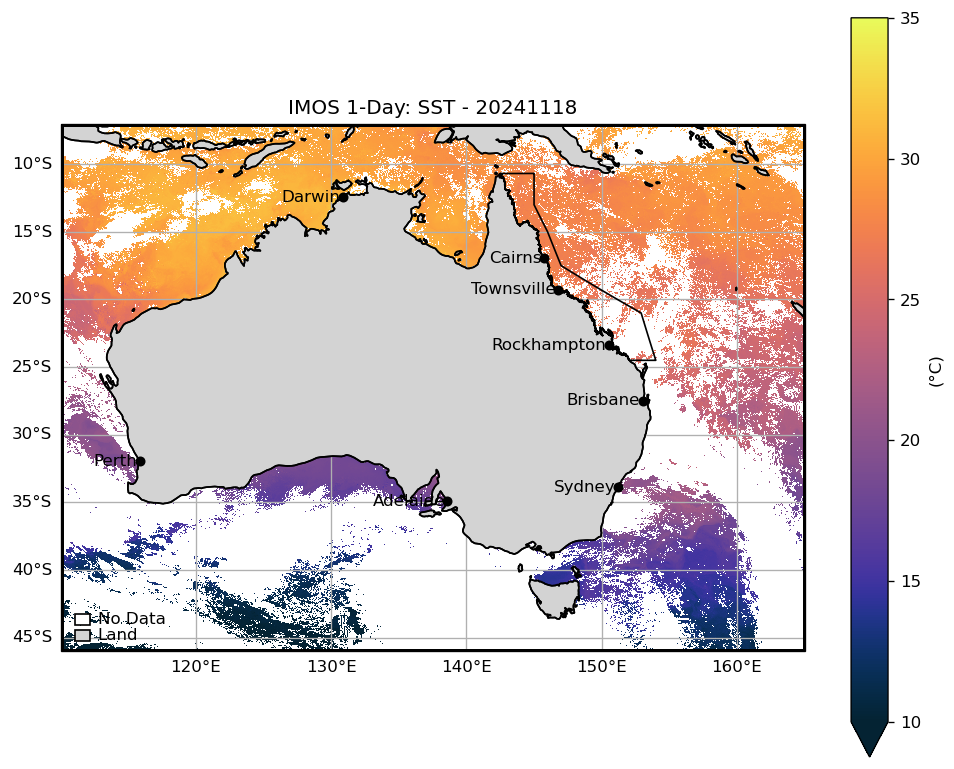 IMOS 1-Day: SST - 20241118
35
30
25
20
15
10
(°C)
10°S
15°S
20°S
25°S
30°S
35°S
40°S
45°S
Darwin
Cairns
Townsville
Rockhampton
Brisbane
Perth
Sydney
Adelaide
No Data
Land
120°E
130°E
140°E
150°E
160°E